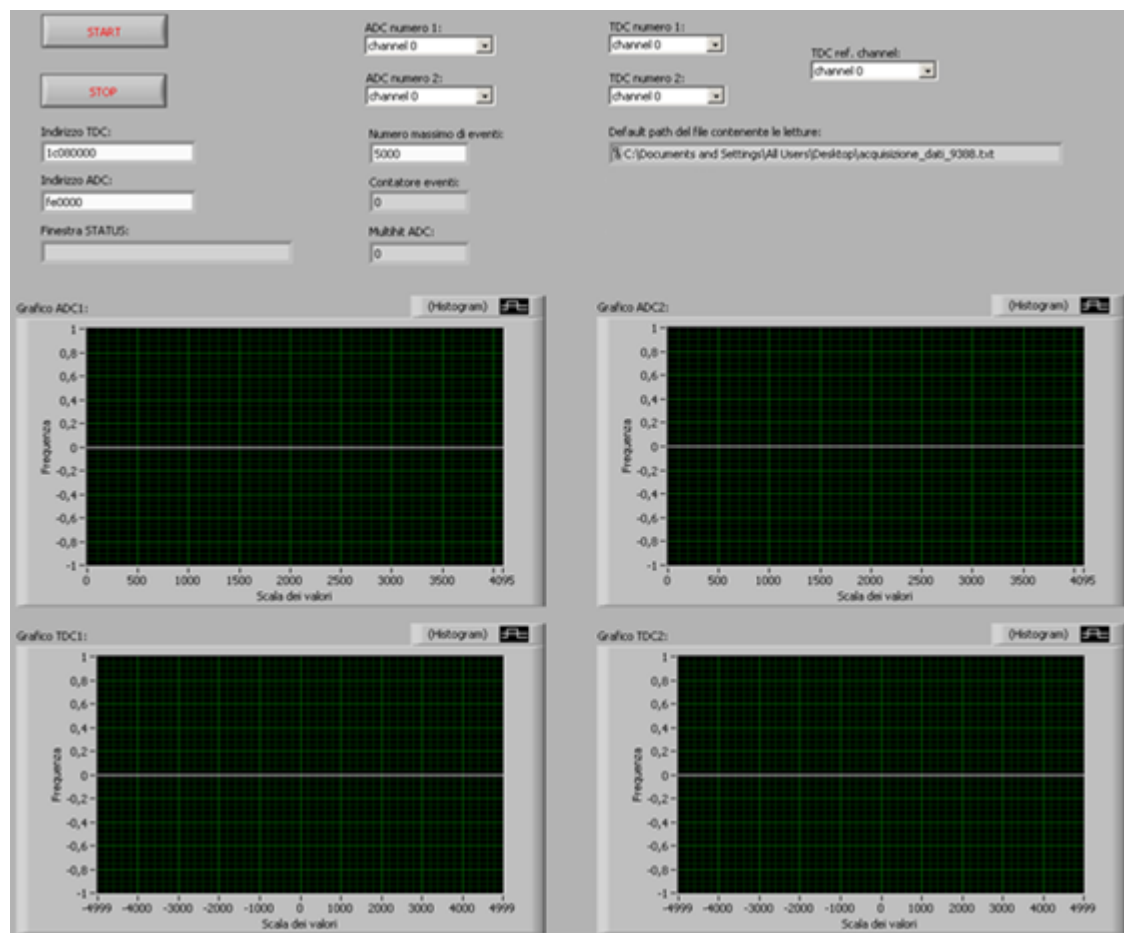 START
STOP
Indirizzo TDC:
1c080000
Indirizzo ADC:
fe0000
Finestra STATUS:
ADC numero 1:
channel 0
ADC numero 2:
channel 0
Numero massimo di eventi:
5000
Contatore eventi:
0
Multihit ADC:
0
TDC numero 1:
channel 0
TDC numero 2:
channel 0
TDC ref. channel:
channel 0
Default path del file contenente le letture:
C:\Documents and Settings\All Users\Desktop\acquisizione_dati_9388.txt
Grafico ADC1:
(Histogram)
Frequenza
1
0,8
0,6
0,4
0,2
0
-0,2
-0,4
-0,6
-0,8
-1
0 500 1000 1500 2000 2500 3000 3500 4095
Scala dei valori
Grafico ADC2:
(Histogram)
Frequenza
1
0,8
0,6
0,4
0,2
0
-0,2
-0,4
-0,6
-0,8
-1
0 500 1000 1500 2000 2500 3000 3500 4095
Scala dei valori
Grafico TDC1:
(Histogram)
Frequenza
1
0,8
0,6
0,4
0,2
0
-0,2
-0,4
-0,6
-0,8
-1
-4999 -4000 -3000 -2000 -1000 0 1000 2000 3000 4000 4999
Scala dei valori
Grafico TDC2:
(Histogram)
Frequenza
1
0,8
0,6
0,4
0,2
0
-0,2
-0,4
-0,6
-0,8
-1
-4999 -4000 -3000 -2000 -1000 0 1000 2000 3000 4000 4999
Scala dei valori